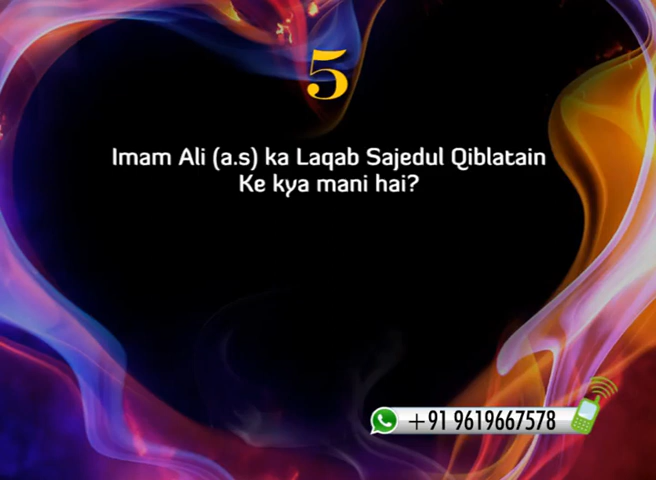 5
Imam Ali (a.s) ka Laqab Sajedul Qiblatain
Ke kya mani hai?
+91 9619667578